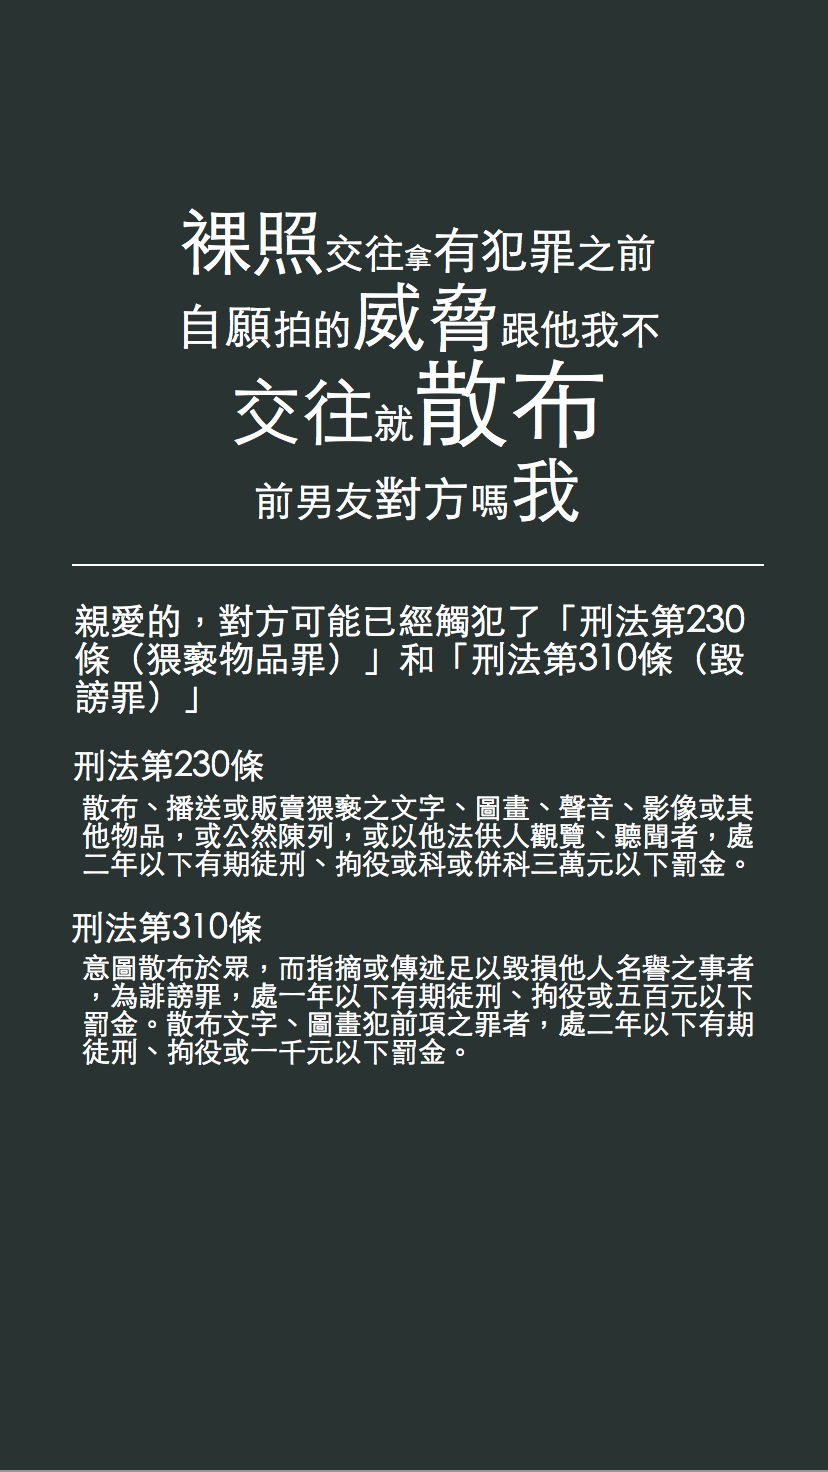 裸照交往拿有犯罪之前
自願拍的威脅跟他我不
交往就散布
前男友對方嗎我
親愛的，對方可能已經觸犯了「刑法第230
條（猥褻物品罪）」和「刑法第310條（毀
謗罪）」
刑法第230條
散布、播送或販賣猥褻之文字、圖畫、聲音、影像或其
他物品，或公然陳列，或以他法供人觀覽、聽聞者，處
二年以下有期徒刑、拘役或科或併科三萬元以下罰金。
刑法第310條
意圖散布於眾，而指摘或傳述足以毀損他人名譽之事者
，為誹謗罪，處一年以下有期徒刑、拘役或五百元以下
罰金。散布文字、圖畫犯前項之罪者，處二年以下有期
徒刑、拘役或一千元以下罰金。